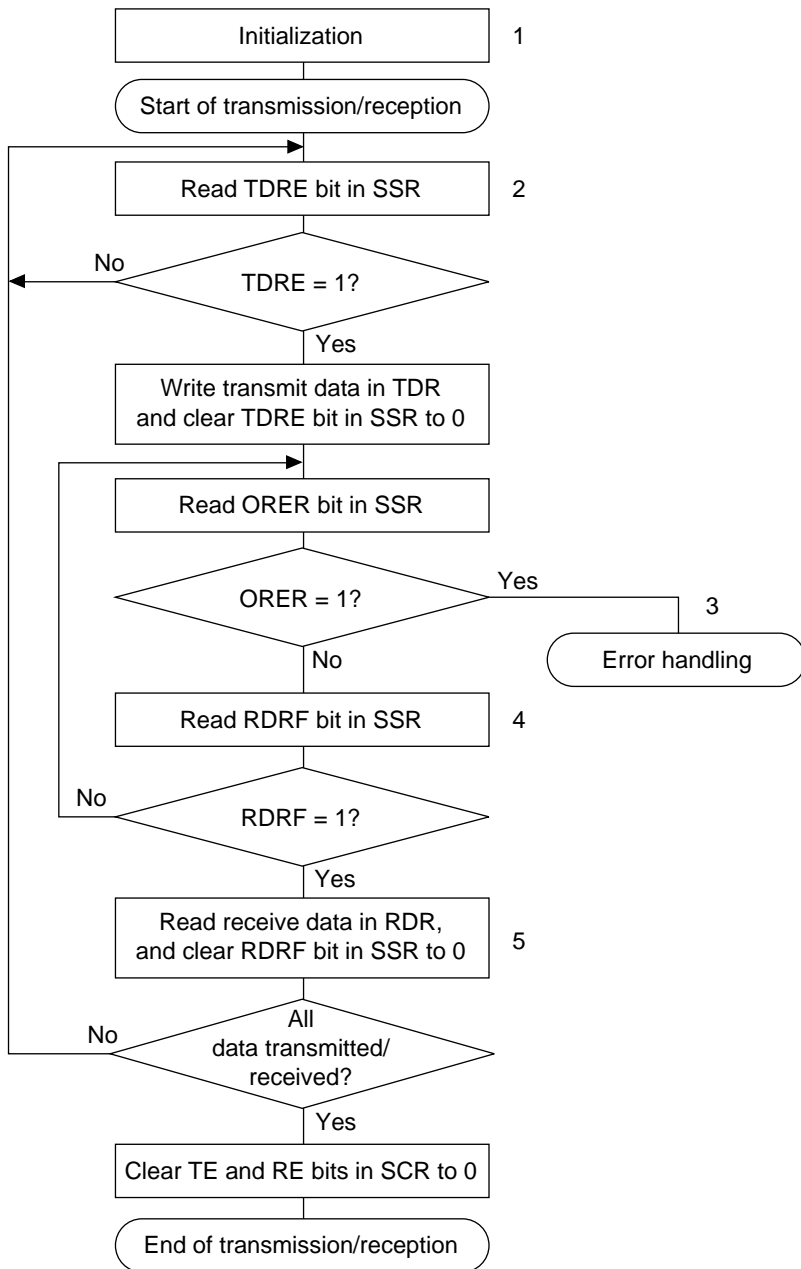 Initialization
1
Start of transmission/reception
Read TDRE bit in SSR
2
No
TDRE = 1?
Yes
Write transmit data in TDR
and clear TDRE bit in SSR to 0
Read ORER bit in SSR
Yes
ORER = 1?
3
No
Error handling
Read RDRF bit in SSR
4
No
RDRF = 1?
Yes
Read receive data in RDR,
and clear RDRF bit in SSR to 0
5
No
All
data transmitted/
received?
Yes
Clear TE and RE bits in SCR to 0
End of transmission/reception